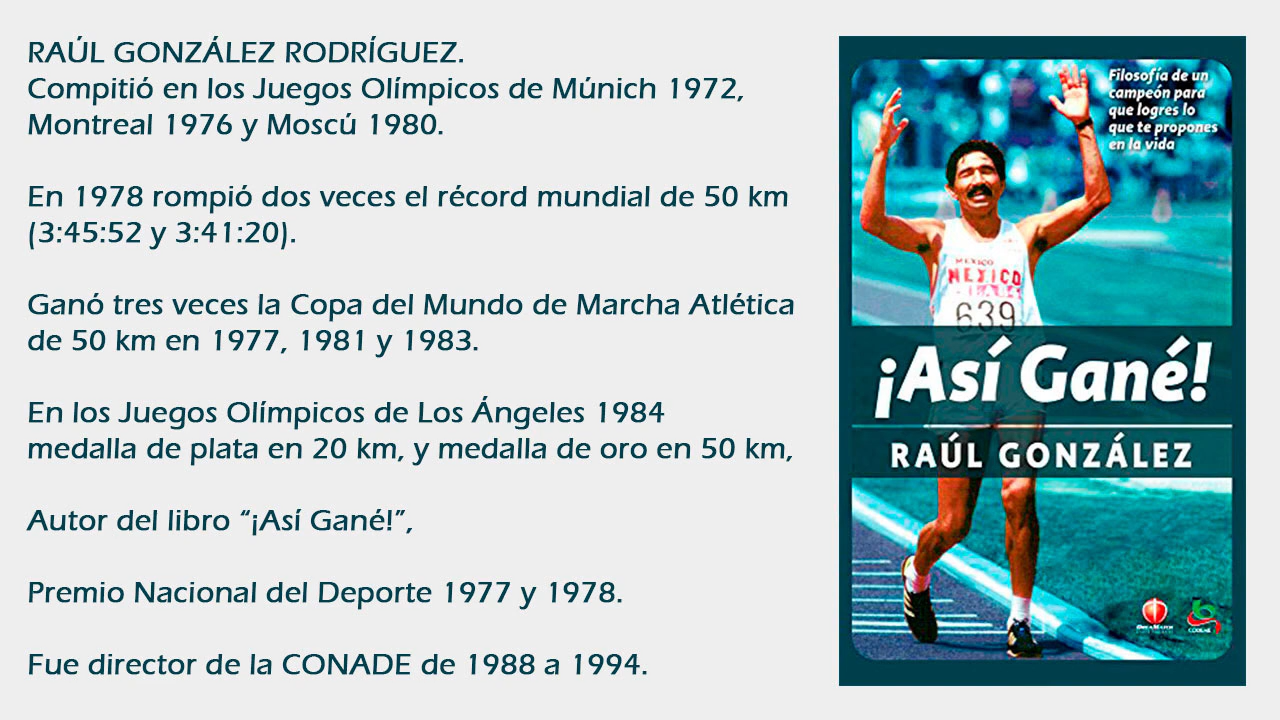 RAÚL GONZÁLEZ RODRÍGUEZ.
Compitió en los Juegos Olímpicos de Múnich 1972,
Montreal 1976 y Moscú 1980.
En 1978 rompió dos veces el récord mundial de 50 km
(3:45:52 y 3:41:20).
Ganó tres veces la Copa del Mundo de Marcha Atlética
de 50 km en 1977, 1981 y 1983.
En los Juegos Olímpicos de Los Ángeles 1984
medalla de plata en 20 km, y medalla de oro en 50 km,
Autor del libro “¡Así Gané!”,
Premio Nacional del Deporte 1977 y 1978.
Fue director de la CONADE de 1988 a 1994.
Filosofía de un
campeón para
que logres lo
que te propones
en la vida
MEXICO
MEXICO
639
¡Así Gané!
RAÚL GONZÁLEZ